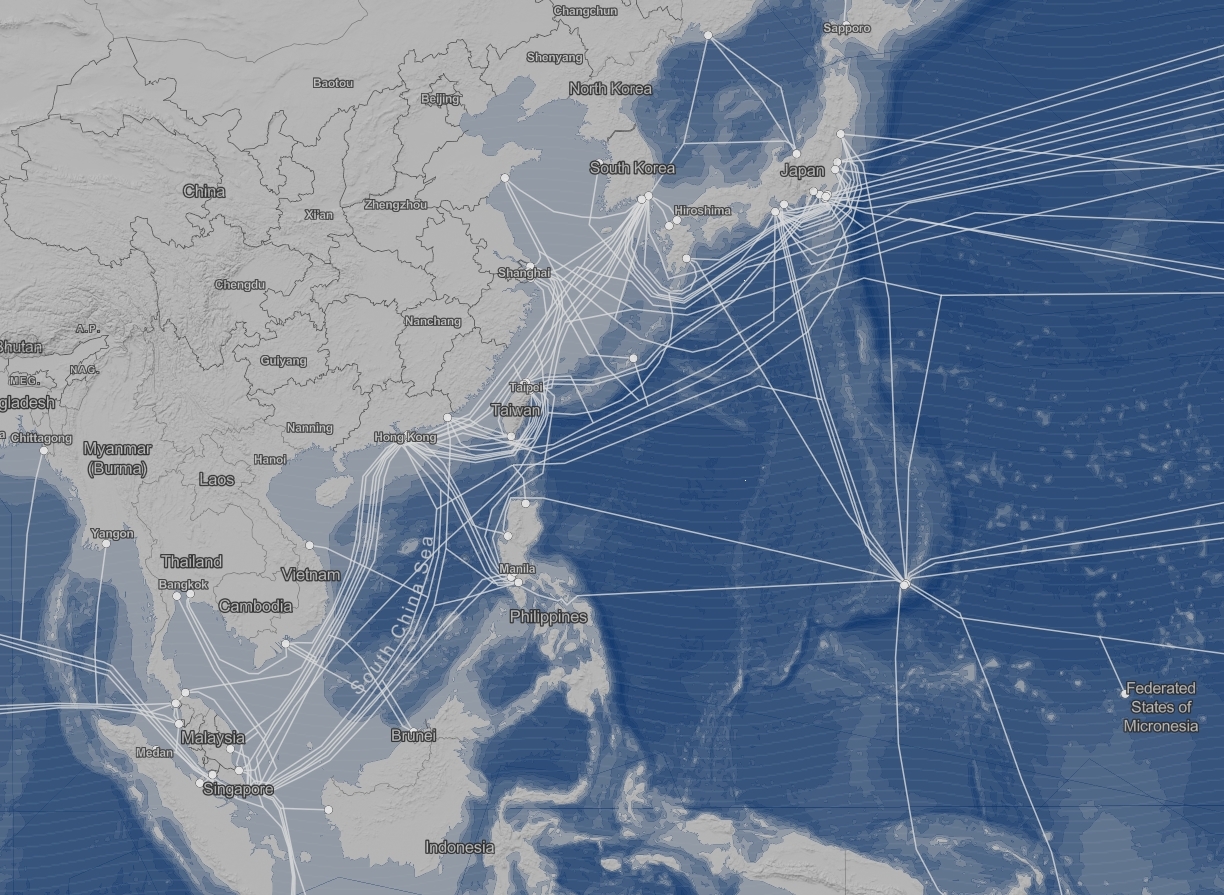 Changchun
Sapporo
Shenyang
Baotou
North Korea
Beijing
South Korea
Japan
China
Zhengzhou
Hiroshima
Xi'an
Shanghai
Chengdu
Nanchang
A.P.
Bhutan
Guiyang
NAG.
MEG.
Taipei
gladesh
Taiwan
Nanning
Hong Kong
a
Chittagong
Myanmar
(Burma)
Hanoi
Laos
Yangon
Thailand
Manila
Vietnam
Bangkok
Cambodia
Philippines
South China Sea
Federated
States of
Micronesia
Brunei
Malaysia
Medan
Singapore
Indonesia